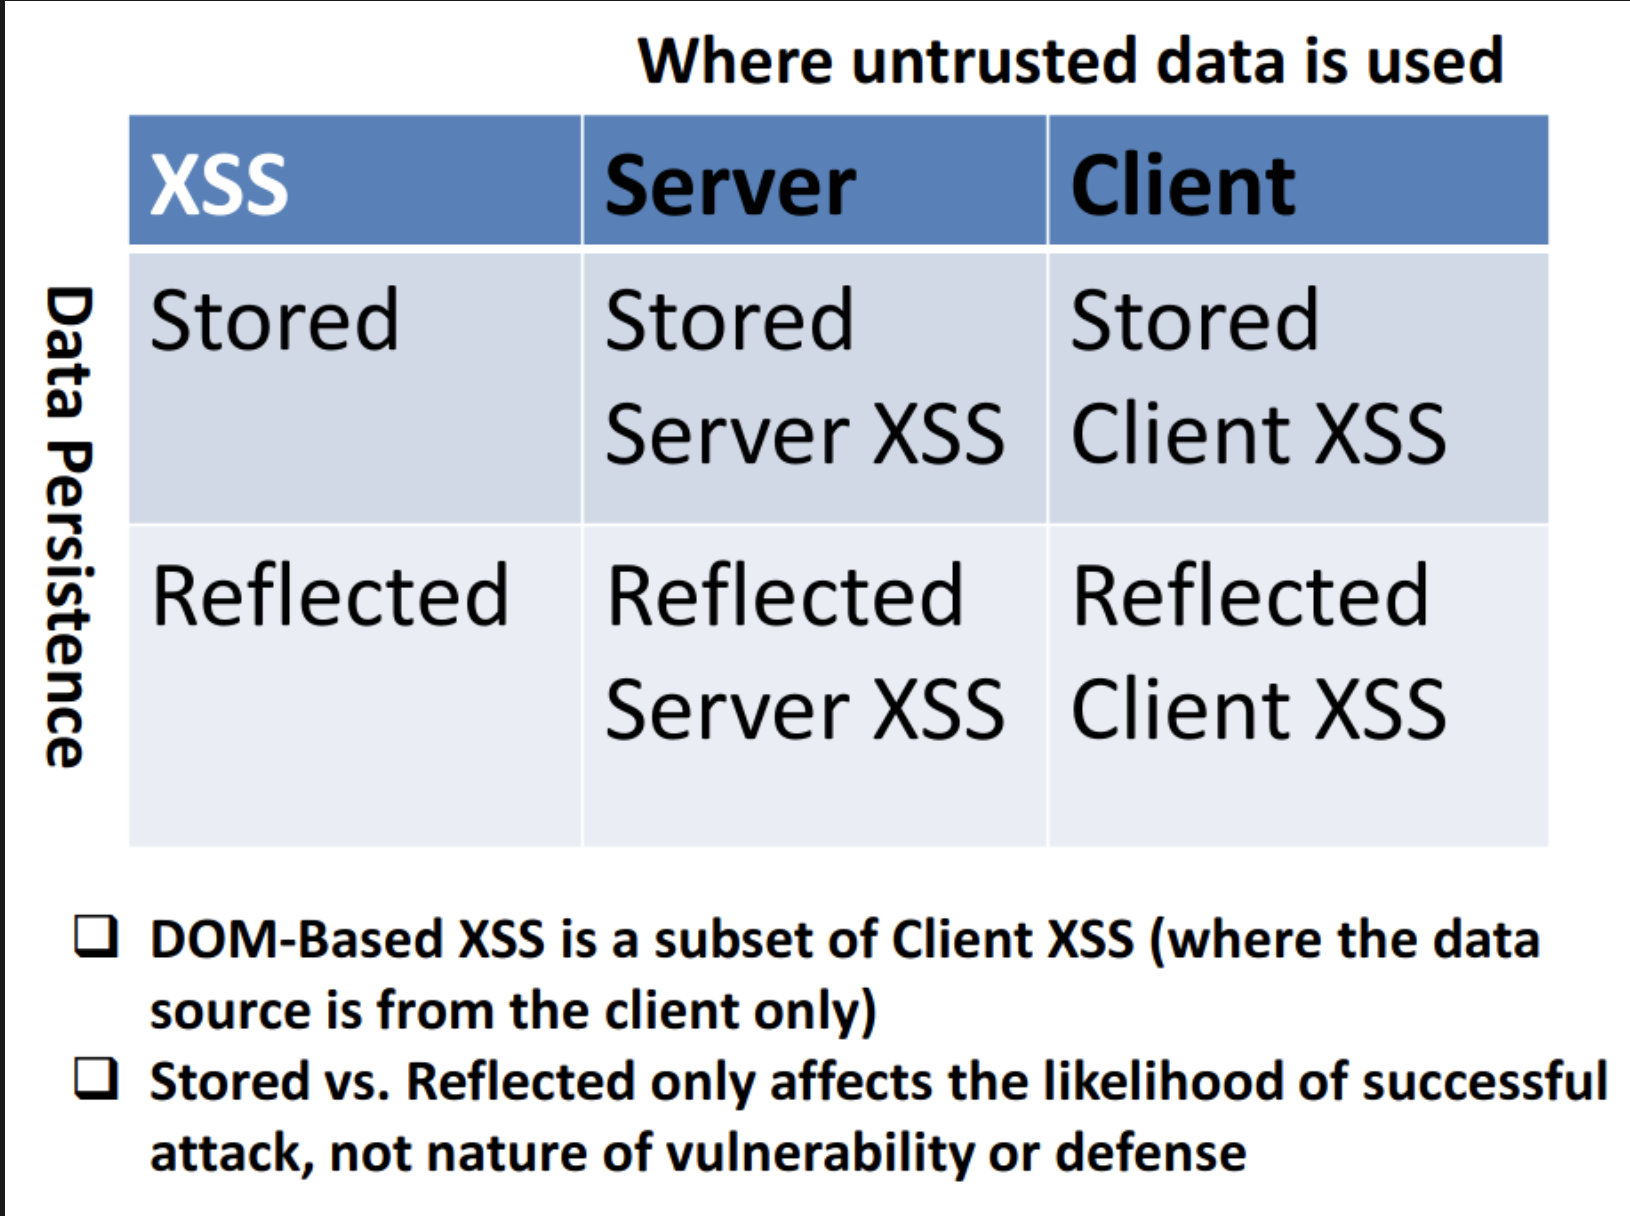 Where untrusted data is used
XSS
Server
Client
Data Persistence
Stored
Stored
Server XSS
Stored
Client XSS
Reflected
Reflected
Server XSS
Reflected
Client XSS
❑ DOM-Based XSS is a subset of Client XSS (where the data
source is from the client only)
❑ Stored vs. Reflected only affects the likelihood of successful
attack, not nature of vulnerability or defense